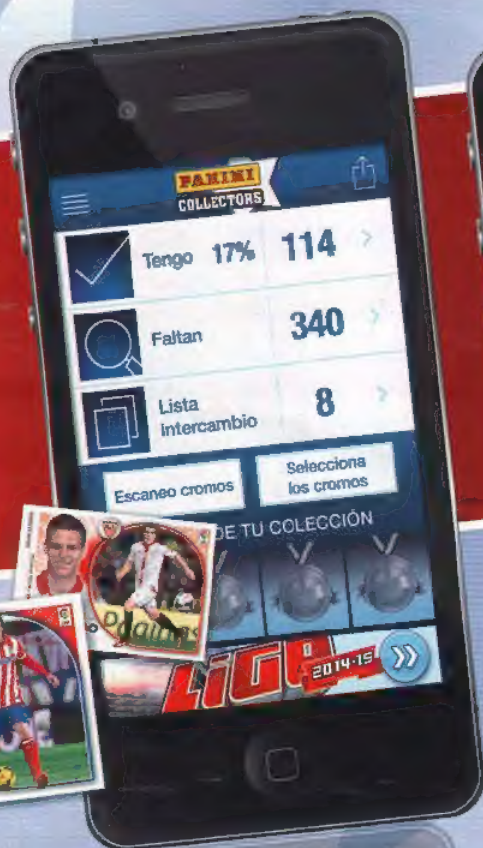 PANINI
COLLECTORS
Tengo 17% 114
Faltan 340
Lista
intercambio 8
Escaneo cromos
Selecciona
los cromos
DE TU COLECCIÓN
LIGA 2014-15